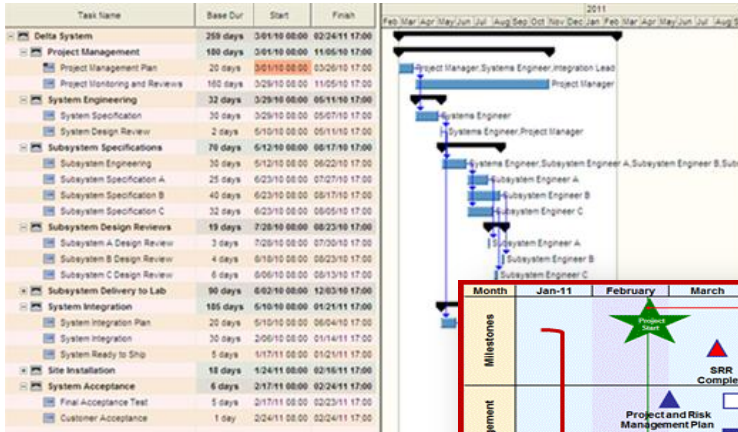 2011
Task Name Base Dur Start Finish Feb Mar Apr May Jun Jul Aug Sep Oct Nov Dec Jan Feb Mar Apr May Jun Jul Aug
Delta System 259 days 3/01/10 08:00 02/24/11 17:00
Project Management 180 days 3/01/10 08:00 11/05/10 17:00
Project Management Plan 20 days 3/01/10 08:00 03/26/10 17:00 Project Manager,Systems Engineer,Integration Lead
Project Monitoring and Reviews 160 days 3/29/10 08:00 11/05/10 17:00 Project Manager
System Engineering 32 days 3/29/10 08:00 05/11/10 17:00
System Specification 30 days 3/29/10 08:00 05/07/10 17:00 Systems Engineer
System Design Review 2 days 5/10/10 08:00 05/11/10 17:00 Systems Engineer,Project Manager
Subsystem Specifications 70 days 5/12/10 08:00 08/17/10 17:00
Subsystem Engineering 30 days 5/12/10 08:00 06/22/10 17:00 Systems Engineer,Subsystem Engineer A,Subsystem Engineer B,Sub
Subsystem Specification A 25 days 6/23/10 08:00 07/27/10 17:00 Subsystem Engineer A
Subsystem Specification B 40 days 6/23/10 08:00 08/17/10 17:00 Subsystem Engineer B
Subsystem Specification C 32 days 6/23/10 08:00 08/05/10 17:00 Subsystem Engineer C
Subsystem Design Reviews 19 days 7/28/10 08:00 08/23/10 17:00
Subsystem A Design Review 3 days 7/28/10 08:00 07/30/10 17:00 Subsystem Engineer A
Subsystem B Design Review 4 days 8/18/10 08:00 08/23/10 17:00 Subsystem Engineer B
Subsystem C Design Review 6 days 8/06/10 08:00 08/13/10 17:00 Subsystem Engineer C
Subsystem Delivery to Lab 90 days 8/02/10 08:00 12/03/10 17:00
System Integration 185 days 5/10/10 08:00 01/21/11 17:00
System Integration Plan 20 days 5/10/10 08:00 06/04/10 17:00
System Integration 30 days 2/06/10 08:00 01/14/11 17:00
System Ready to Ship 5 days 1/17/11 08:00 01/21/11 17:00
Site Installation 18 days 1/24/11 08:00 02/16/11 17:00
System Acceptance 6 days 2/17/11 08:00 02/24/11 17:00
Final Acceptance Test 5 days 2/17/11 08:00 02/23/11 17:00
Customer Acceptance 1 day 2/24/11 08:00 02/24/11 17:00
Month Jan-11 February March
Milestones
Project
Start
SRR
Comple
gement
Project and Risk
Management Plan